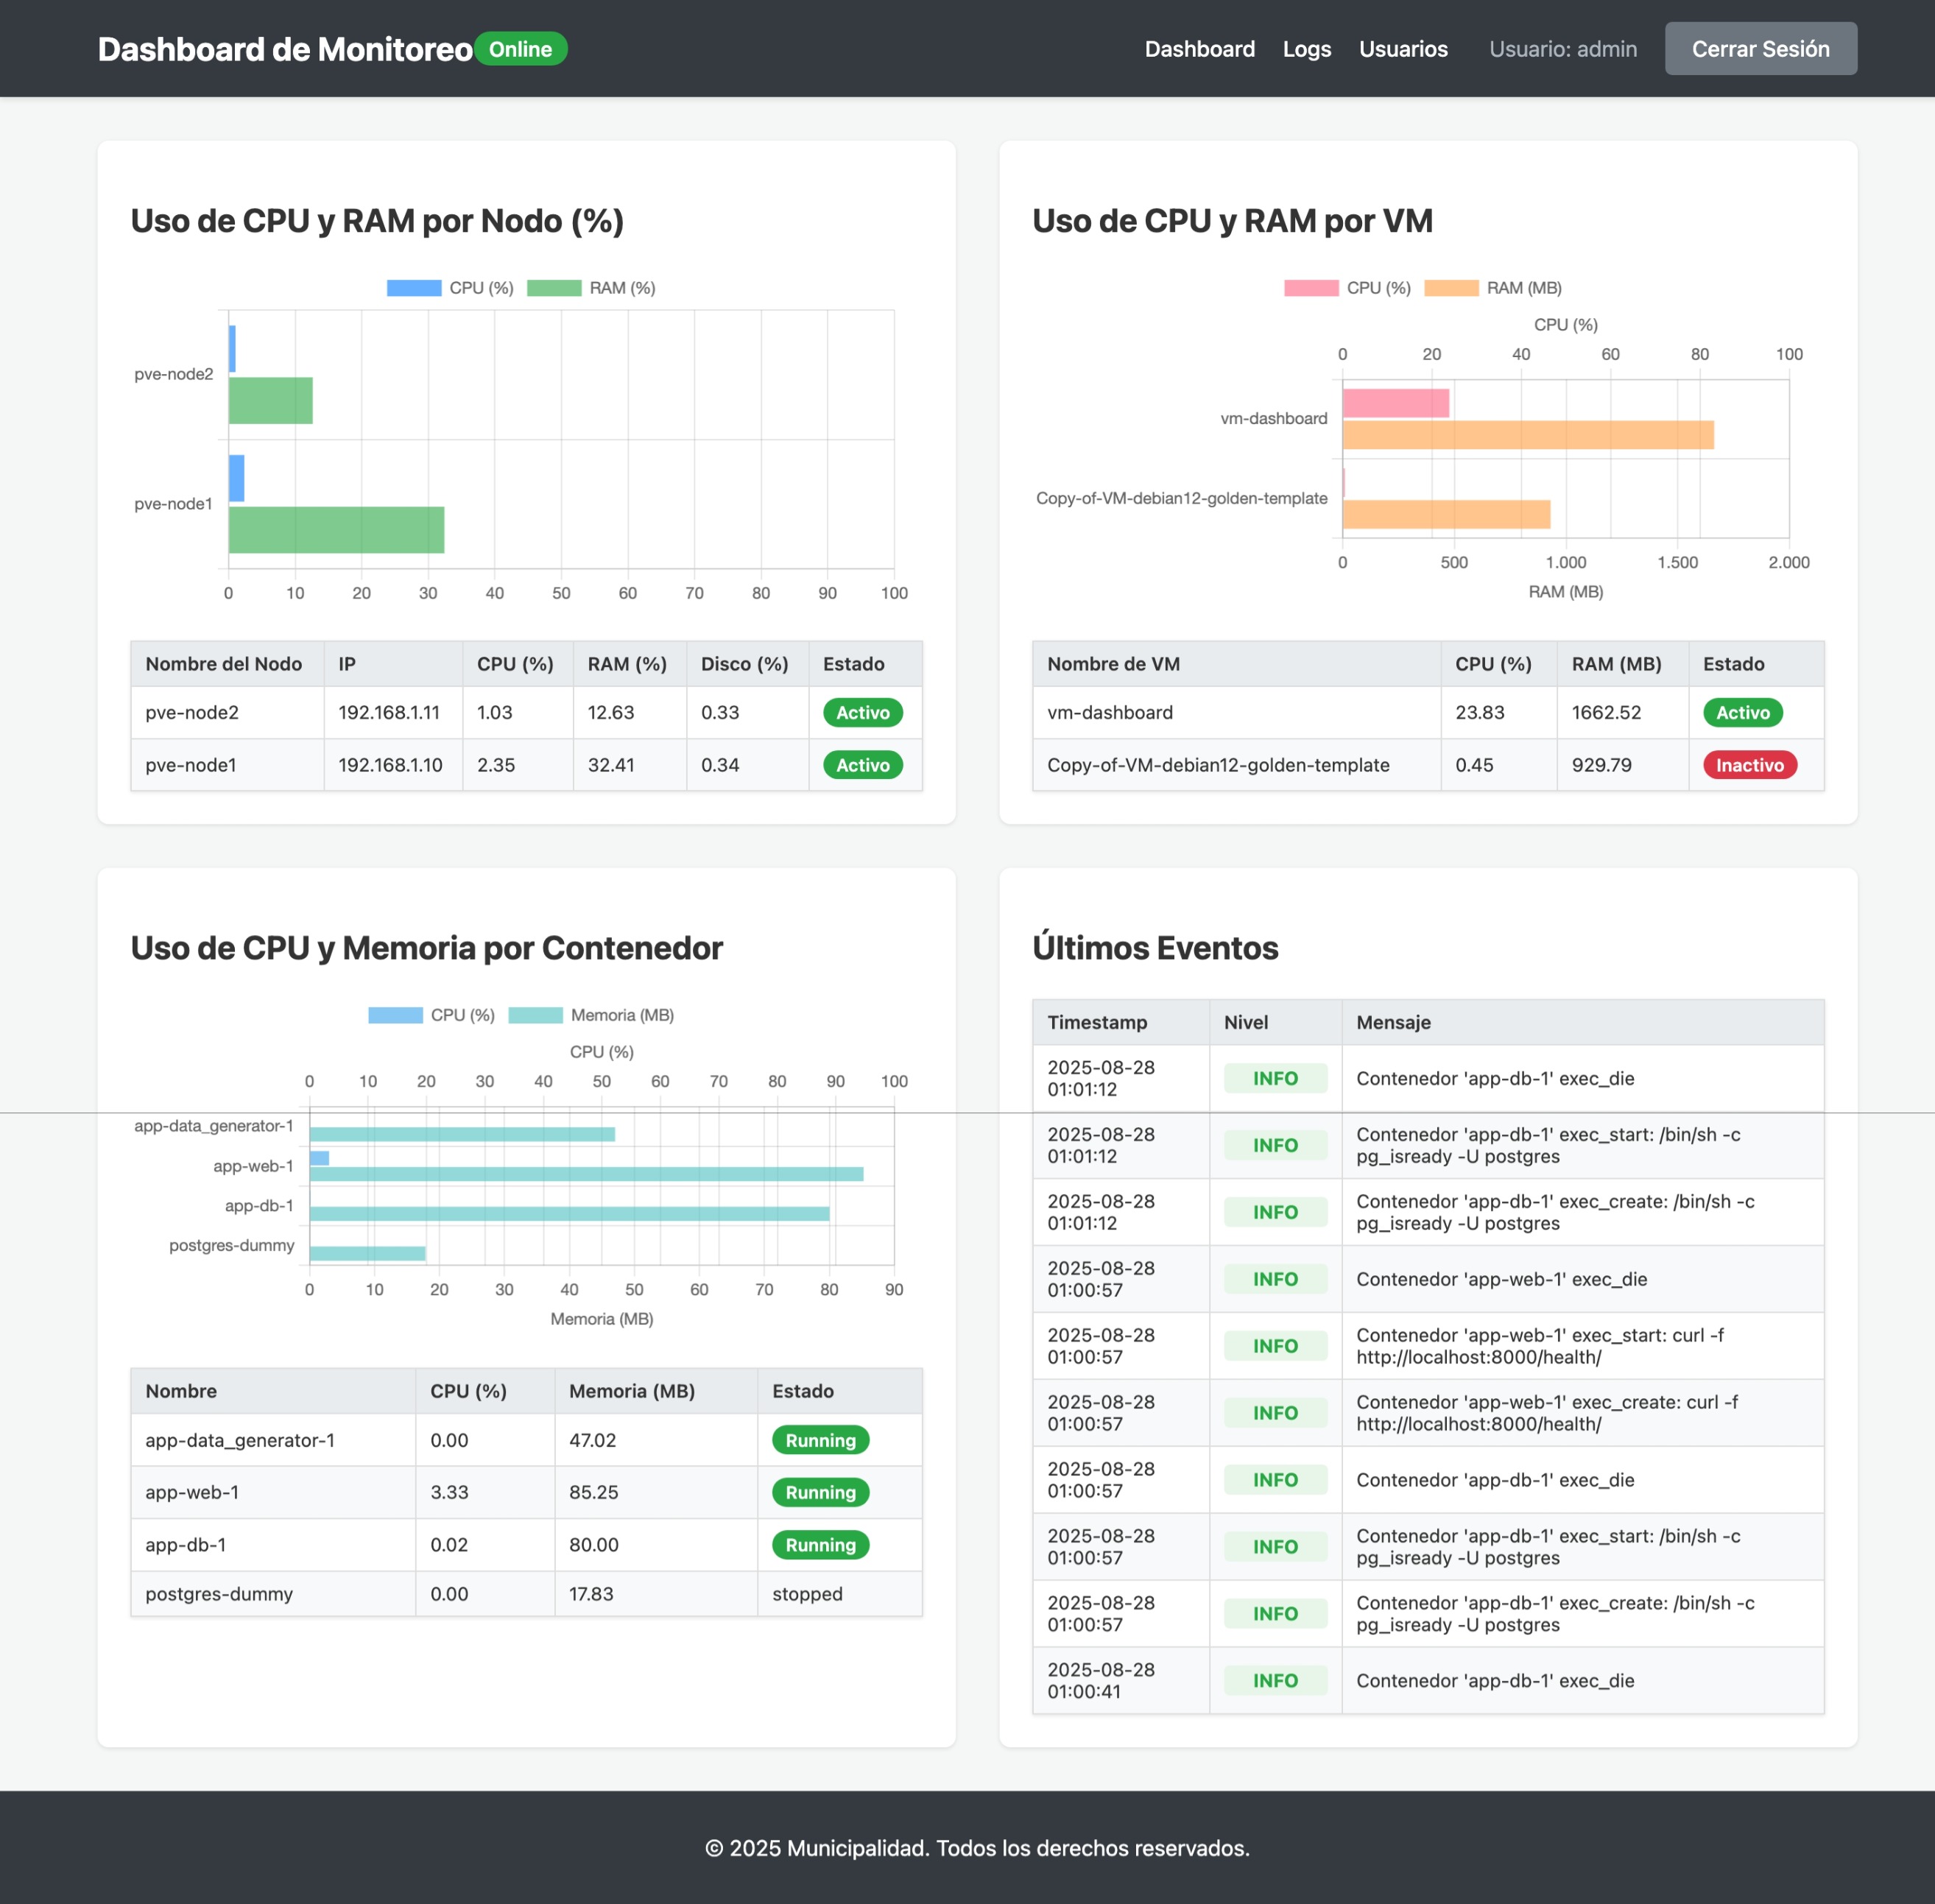 Dashboard de Monitoreo Online Dashboard Logs Usuarios Usuario: admin Cerrar Sesión
Uso de CPU y RAM por Nodo (%)
CPU (%) RAM (%)
pve-node2
pve-node1
0 10 20 30 40 50 60 70 80 90 100
Nombre del Nodo IP CPU (%) RAM (%) Disco (%) Estado
pve-node2 192.168.1.11 1.03 12.63 0.33 Activo
pve-node1 192.168.1.10 2.35 32.41 0.34 Activo
Uso de CPU y RAM por VM
CPU (%) RAM (MB)
CPU (%)
0 20 40 60 80 100
vm-dashboard
Copy-of-VM-debian12-golden-template
0 500 1.000 1.500 2.000
RAM (MB)
Nombre de VM CPU (%) RAM (MB) Estado
vm-dashboard 23.83 1662.52 Activo
Copy-of-VM-debian12-golden-template 0.45 929.79 Inactivo
Uso de CPU y Memoria por Contenedor
CPU (%) Memoria (MB)
CPU (%)
0 10 20 30 40 50 60 70 80 90 100
app-data_generator-1
app-web-1
app-db-1
postgres-dummy
0 10 20 30 40 50 60 70 80 90
Memoria (MB)
Nombre CPU (%) Memoria (MB) Estado
app-data_generator-1 0.00 47.02 Running
app-web-1 3.33 85.25 Running
app-db-1 0.02 80.00 Running
postgres-dummy 0.00 17.83 stopped
Últimos Eventos
Timestamp Nivel Mensaje
2025-08-28
01:01:12
INFO
Contenedor 'app-db-1' exec_die
2025-08-28
01:01:12
INFO
Contenedor 'app-db-1' exec_start: /bin/sh -c
pg_isready -U postgres
2025-08-28
01:01:12
INFO
Contenedor 'app-db-1' exec_create: /bin/sh -c
pg_isready -U postgres
2025-08-28
01:00:57
INFO
Contenedor 'app-web-1' exec_die
2025-08-28
01:00:57
INFO
Contenedor 'app-web-1' exec_start: curl -f
http://localhost:8000/health/
2025-08-28
01:00:57
INFO
Contenedor 'app-web-1' exec_create: curl -f
http://localhost:8000/health/
2025-08-28
01:00:57
INFO
Contenedor 'app-db-1' exec_die
2025-08-28
01:00:57
INFO
Contenedor 'app-db-1' exec_start: /bin/sh -c
pg_isready -U postgres
2025-08-28
01:00:57
INFO
Contenedor 'app-db-1' exec_create: /bin/sh -c
pg_isready -U postgres
2025-08-28
01:00:41
INFO
Contenedor 'app-db-1' exec_die
© 2025 Municipalidad. Todos los derechos reservados.